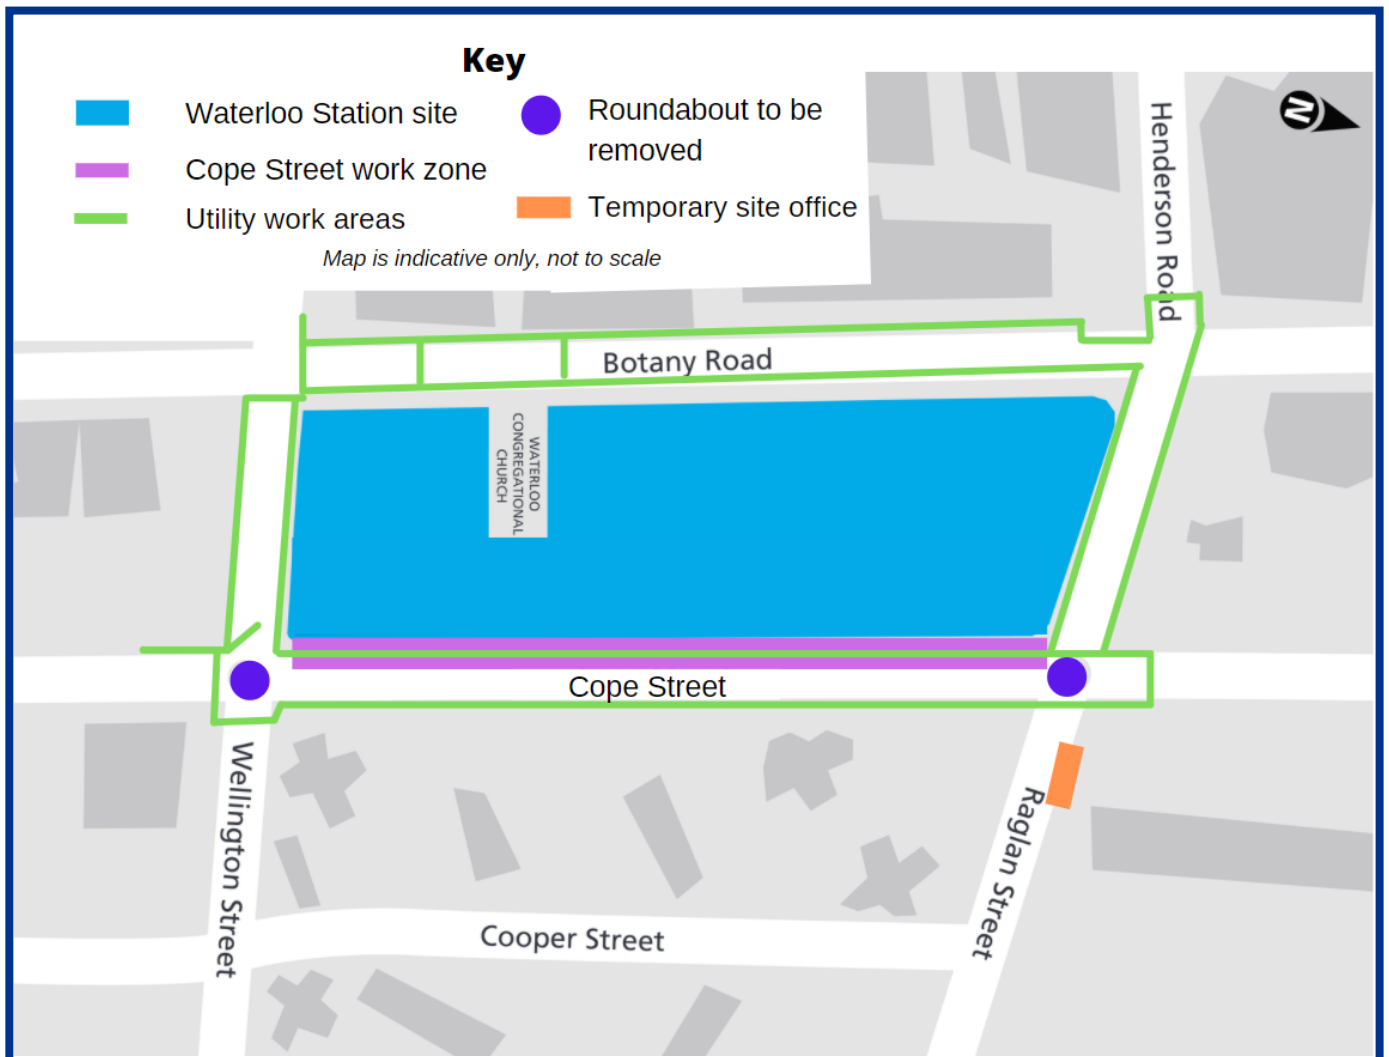 Key
Waterloo Station site
Cope Street work zone
Utility work areas
Roundabout to be
removed
Temporary site office
Map is indicative only, not to scale
N
Henderson Road
Botany Road
WATERLOO
CONGREGATIONAL
CHURCH
Cope Street
Wellington Street
Raglan Street
Cooper Street